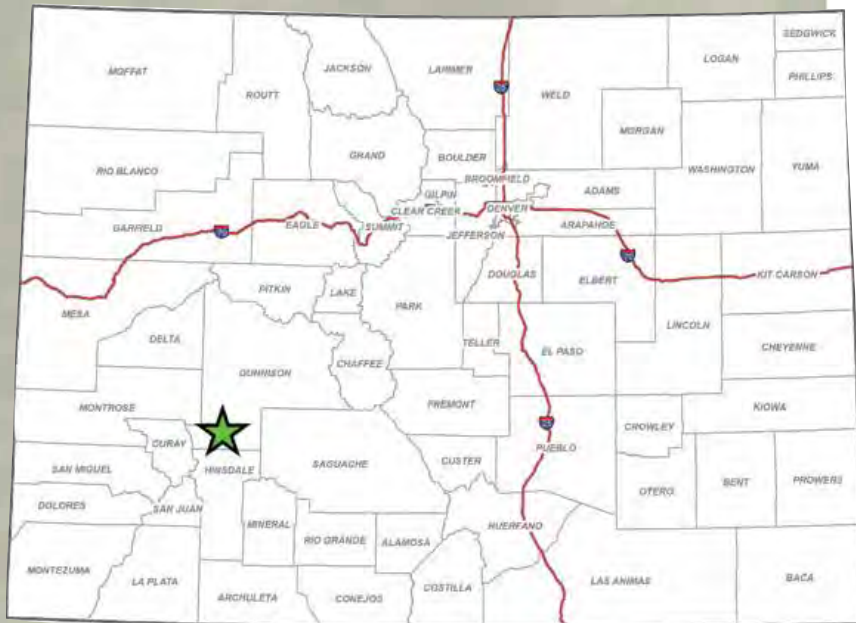 SEDGWICK
LOGAN
MOFFAT
JACKSON
LARIMER
PHILLIPS
ROUTT
WELD
MORGAN
GRAND
BOULDER
WASHINGTON
YUMA
RIO BLANCO
BROOMFIELD
GILPIN
ADAMS
CLEAR CREEK
DENVER
GARFIELD
EAGLE
SUMMIT
ARAPAHOE
JEFFERSON
DOUGLAS
ELBERT
KIT CARSON
PITKIN
LAKE
PARK
MESA
LINCOLN
DELTA
TELLER
EL PASO
CHEYENNE
CHAFFEE
GUNNISON
MONTROSE
FREMONT
KIOWA
CROWLEY
OURAY
PUEBLO
SAN MIGUEL
HINSDALE
SAGUACHE
CUSTER
OTERO
BENT
PROWERS
DOLORES
SAN JUAN
MINERAL
RIO GRANDE
ALAMOSA
HUERFANO
MONTEZUMA
LA PLATA
ARCHULETA
CONEJOS
COSTILLA
LAS ANIMAS
BACA